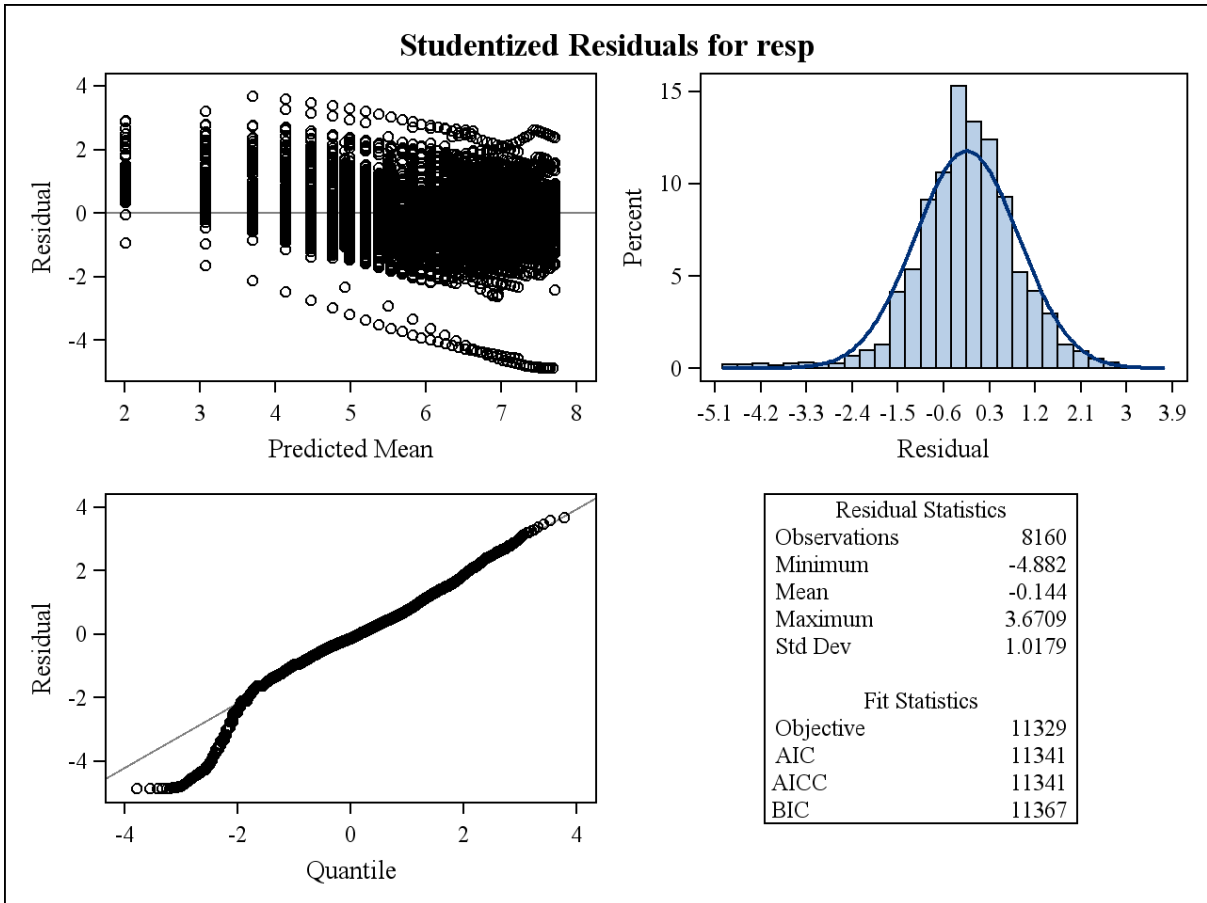 Studentized Residuals for resp
4
2
0
-2
-4
Residual
2 3 4 5 6 7 8
Predicted Mean
15
10
5
0
Percent
-5.1 -4.2 -3.3 -2.4 -1.5 -0.6 0.3 1.2 2.1 3 3.9
Residual
4
2
0
-2
-4
Residual
-4 -2 0 2 4
Quantile
Residual Statistics
Observations 8160
Minimum -4.882
Mean -0.144
Maximum 3.6709
Std Dev 1.0179
Fit Statistics
Objective 11329
AIC 11341
AICC 11341
BIC 11367